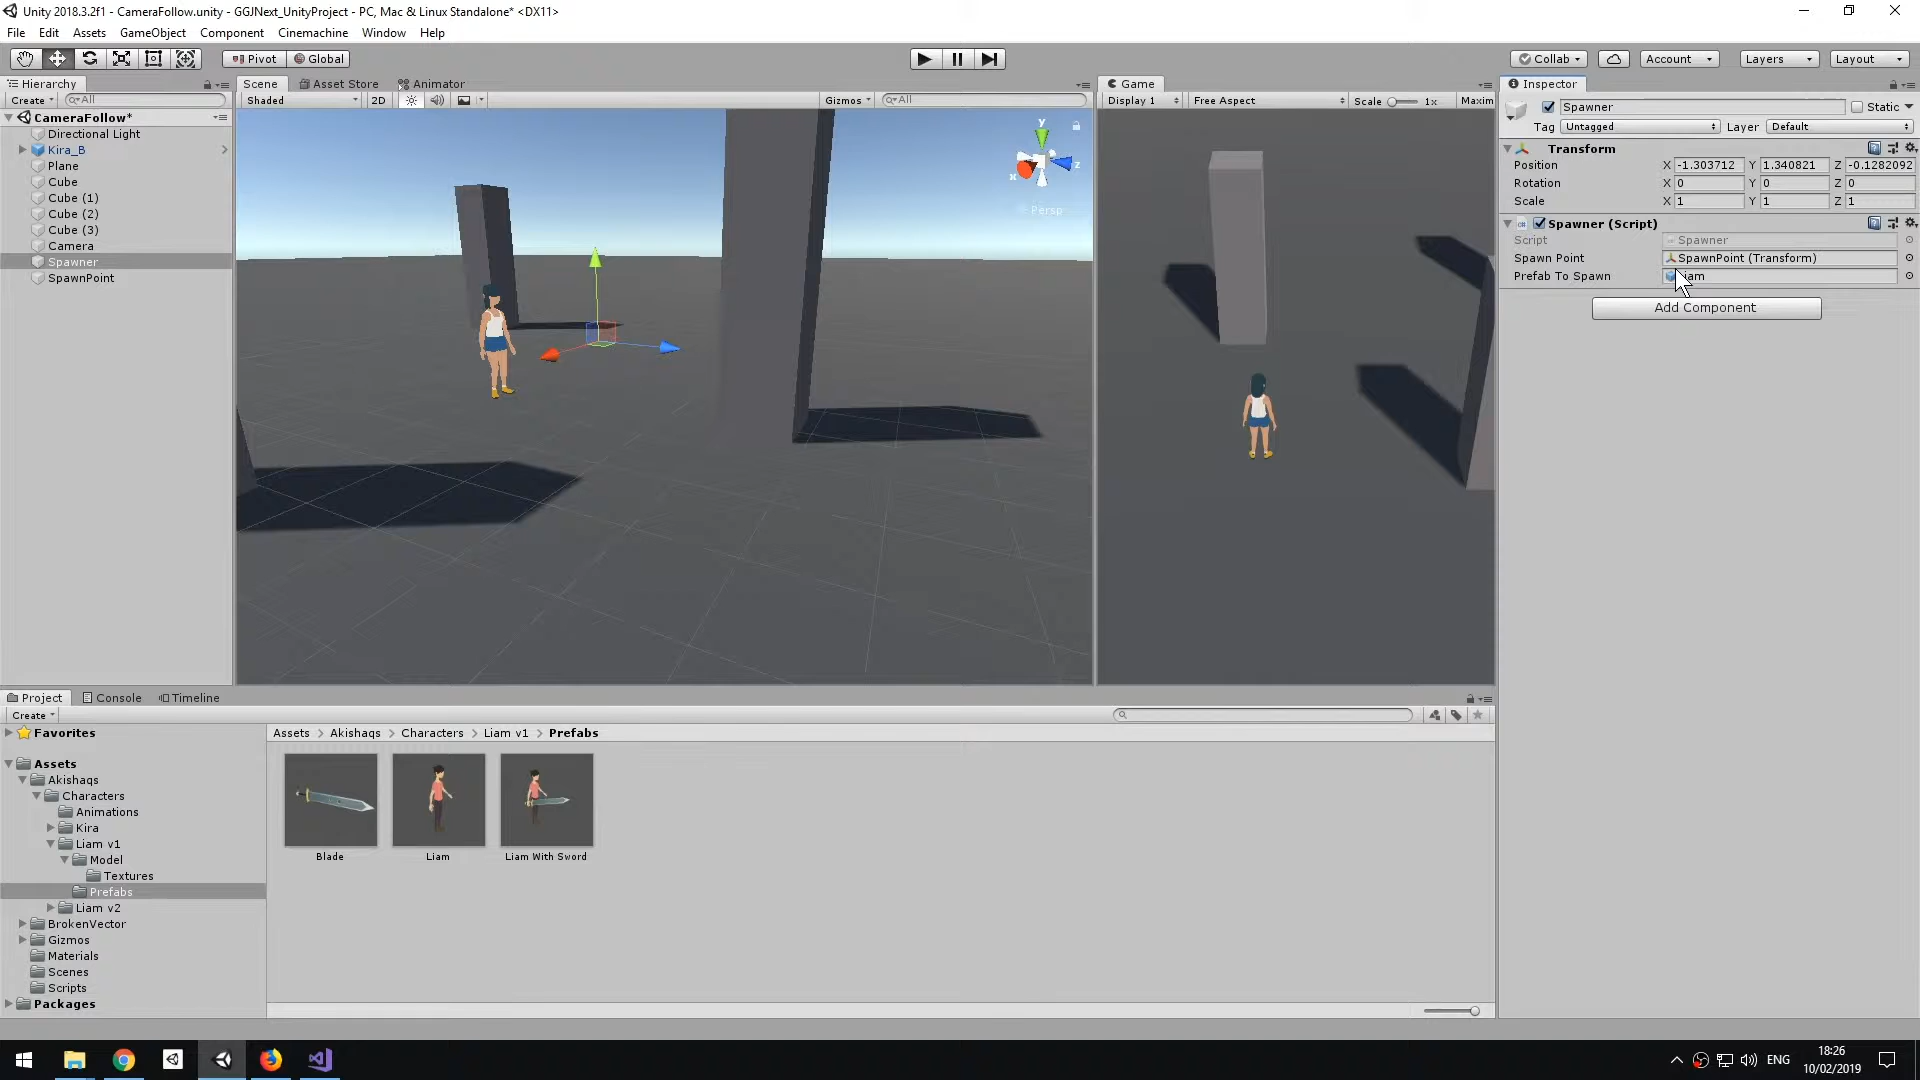 Unity 2018.3.2f1 - CameraFollow.unity - GGJNext_UnityProject - PC, Mac & Linux Standalone* <DX11>
File Edit Assets GameObject Component Cinemachine Window Help
Pivot Global Collab Account Layers Layout
Hierarchy Scene Asset Store Animator Game Inspector
Create All Shaded 2D Gizmos All Display 1 Free Aspect Scale 1x Maxim
Spawner Static
Tag Untagged Layer Default
CameraFollow*
Directional Light
Kira_B
Plane
Cube
Cube (1)
Cube (2)
Cube (3)
Camera
Spawner
SpawnPoint
y
x
z
Persp
Transform
Position X -1.303712 Y 1.340821 Z -0.1282092
Rotation X 0 Y 0 Z 0
Scale X 1 Y 1 Z 1
Spawner (Script)
Script Spawner
Spawn Point SpawnPoint (Transform)
Prefab To Spawn
Add Component
Project Console Timeline
Create
Favorites
Assets
Akishaqs
Characters
Animations
Kira
Liam v1
Model
Textures
Prefabs
Liam v2
BrokenVector
Gizmos
Materials
Scenes
Scripts
Packages
Assets > Akishaqs > Characters > Liam v1 > Prefabs
Blade Liam Liam With Sword
ENG
18:26
10/02/2019